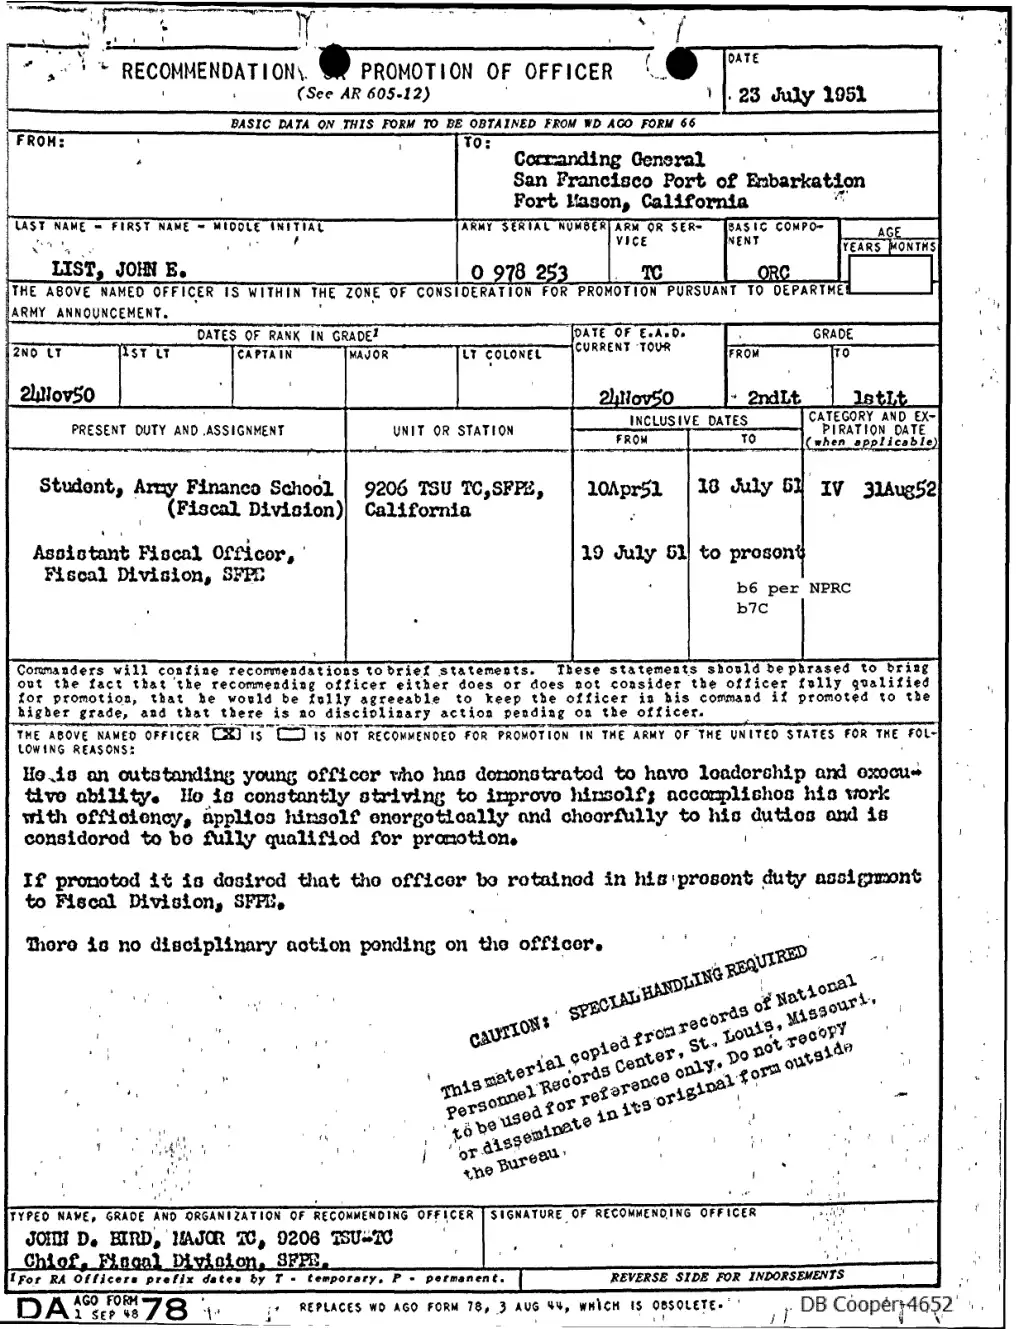 RECOMMENDATION PROMOTION OF OFFICER
(See AR 605-12)
DATE
23 July 1951
BASIC DATA ON THIS FORM TO BE OBTAINED FROM WD AGO FORM 66
FROM:
TO:
Commanding General
San Francisco Port of Embarkation
Fort Mason, California
LAST NAME - FIRST NAME - MIDDLE INITIAL
ARMY SERIAL NUMBER
ARM OR SER-
VICE
BASIC COMPO-
NENT
AGE
YEARS MONTHS
LIST, JOHN E.
O 978 253
TC
ORC
THE ABOVE NAMED OFFICER IS WITHIN THE ZONE OF CONSIDERATION FOR PROMOTION PURSUANT TO DEPARTME
ARMY ANNOUNCEMENT.
DATES OF RANK IN GRADE1
DATE OF E.A.D.
CURRENT TOUR
GRADE
2ND LT
1ST LT
CAPTAIN
MAJOR
LT COLONEL
FROM
TO
24Nov50
24Nov50
2ndLt
1stLt
PRESENT DUTY AND ASSIGNMENT
UNIT OR STATION
INCLUSIVE DATES
FROM
TO
CATEGORY AND EX-
PIRATION DATE
(when applicable)
Student, Army Finance School
(Fiscal Division)
9206 TSU TC,SFPE,
California
10Apr51
18 July 51
IV 31Aug52
Assistant Fiscal Officer,
Fiscal Division, SFPE
19 July 51
to present
b6 per NPRC
b7C
Commanders will confine recommendations to brief statements. These statements should be phrased to bring
out the fact that the recommending officer either does or does not consider the officer fully qualified
for promotion, that he would be fully agreeable to keep the officer in his command if promoted to the
higher grade, and that there is no disciplinary action pending on the officer.
THE ABOVE NAMED OFFICER [X] IS [ ] IS NOT RECOMMENDED FOR PROMOTION IN THE ARMY OF THE UNITED STATES FOR THE FOL-
LOWING REASONS:
He is an outstanding young officer who has demonstrated to have leadership and execu-
tive ability. He is constantly striving to improve himself; accomplishes his work
with efficiency, applies himself energetically and cheerfully to his duties and is
considered to be fully qualified for promotion.
If promoted it is desired that the officer be retained in his present duty assignment
to Fiscal Division, SFPE.
There is no disciplinary action pending on the officer.
CAUTION: SPECIAL HANDLING REQUIRED
This material copied from records of National
Personnel Records Center, St. Louis, Missouri,
to be used for reference only. Do not recopy
or disseminate in its original form outside
the Bureau.
TYPED NAME, GRADE AND ORGANIZATION OF RECOMMENDING OFFICER
SIGNATURE OF RECOMMENDING OFFICER
JOHN D. BIRD, MAJOR TC, 9206 TSU-TC
Chief, Fiscal Division, SFPE.
1For RA Officers prefix dates by T - temporary, P - permanent.
REVERSE SIDE FOR INDORSEMENTS
DA AGO FORM 78
1 SEP 48
REPLACES WD AGO FORM 78, 3 AUG 44, WHICH IS OBSOLETE.
DB Cooper-4652